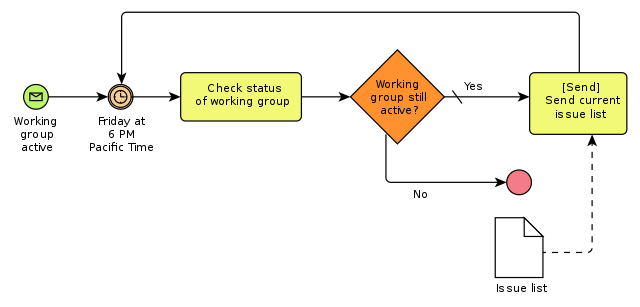 Working
group
active
Friday at
6 PM
Pacific Time
Check status
of working group
Working
group still
active?
Yes
No
[Send]
Send current
issue list
Issue list